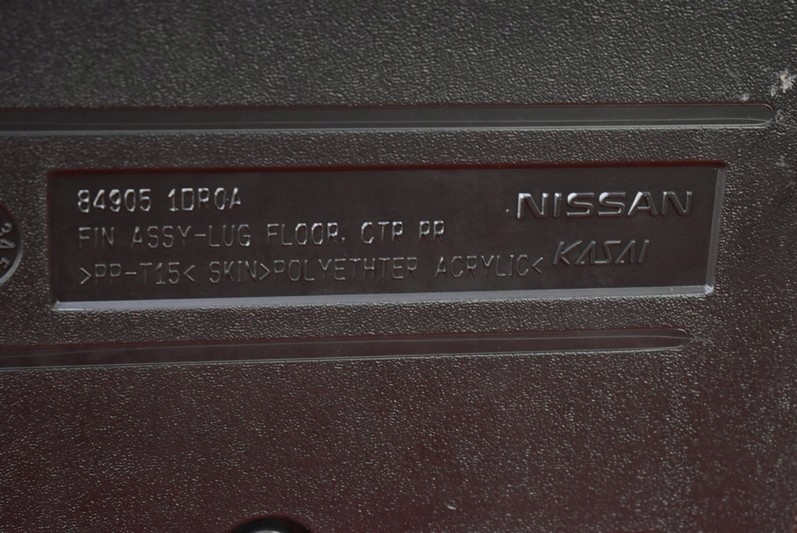 84905 1DR0A
NISSAN
FIN ASSY-LUG FLOOR, CTR RR
>PP-T15< SKIN>POLYETHTER ACRYLIC<
KASAI